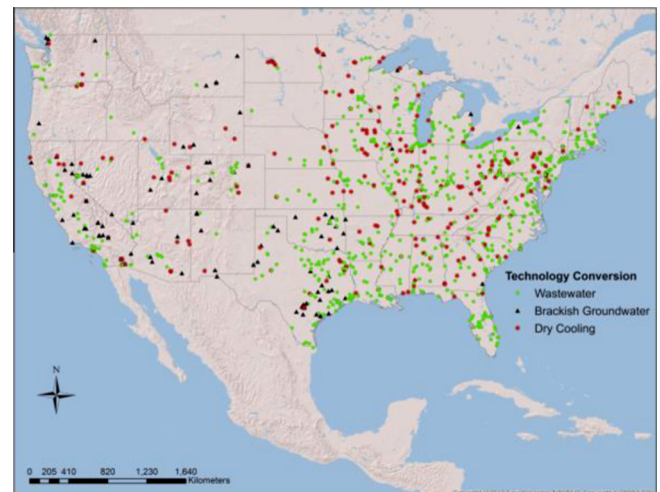 Technology Conversion
Wastewater
Brackish Groundwater
Dry Cooling
N
0 205 410 820 1,230 1,640
Kilometers